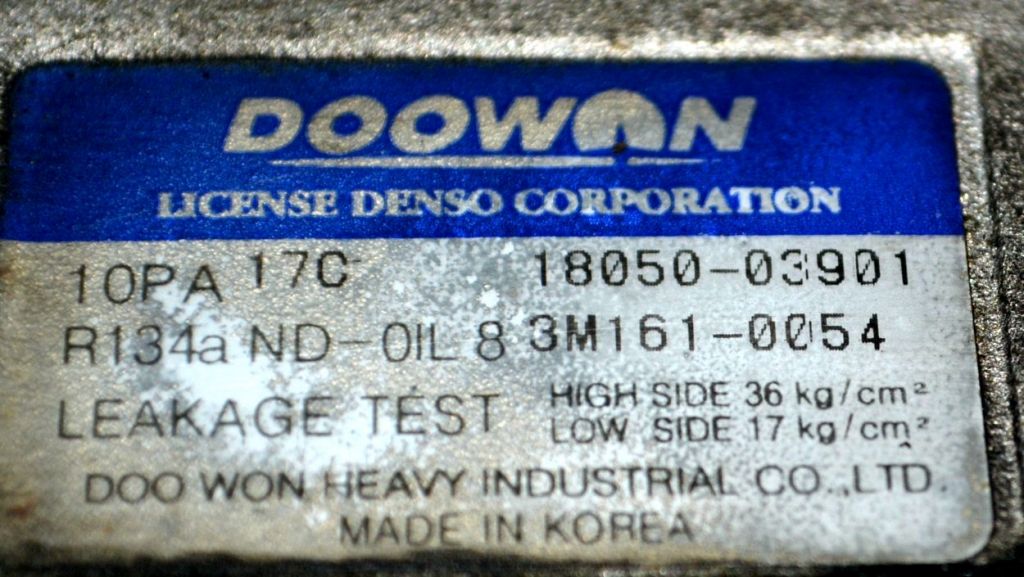 DOOWON
LICENSE DENSO CORPORATION
10PA 17C 18050-03901
R134a ND-OIL 8 3M161-0054
LEAKAGE TEST HIGH SIDE 36 kg/cm²
LOW SIDE 17 kg/cm²
DOO WON HEAVY INDUSTRIAL CO.,LTD.
MADE IN KOREA